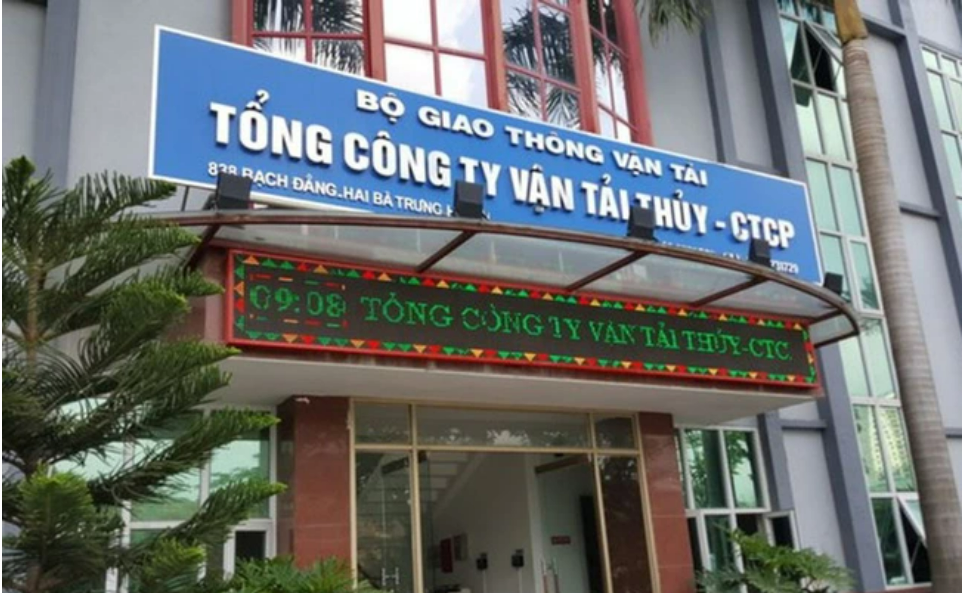 BỘ GIAO THÔNG VẬN TẢI
TỔNG CÔNG TY VẬN TẢI THỦY - CTCP
838 BẠCH ĐẰNG.HAI BÀ TRƯNG
09:08 TỔNG CÔNG TY VẬN TẢI THỦY-CTC.